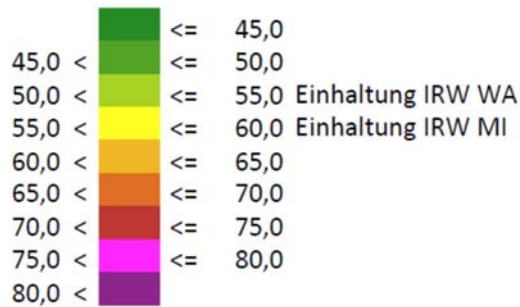 <= 45,0
45,0 < <= 50,0
50,0 < <= 55,0 Einhaltung IRW WA
55,0 < <= 60,0 Einhaltung IRW MI
60,0 < <= 65,0
65,0 < <= 70,0
70,0 < <= 75,0
75,0 < <= 80,0
80,0 <